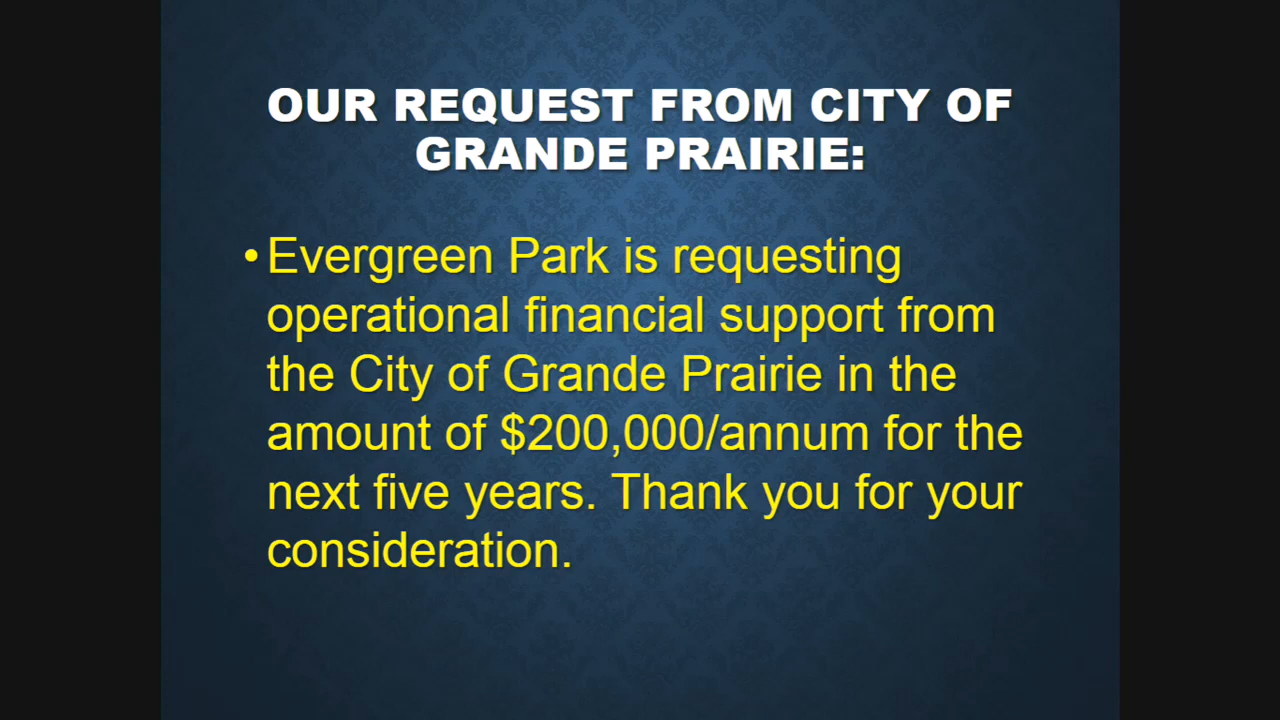 OUR REQUEST FROM CITY OF
GRANDE PRAIRIE:
• Evergreen Park is requesting
operational financial support from
the City of Grande Prairie in the
amount of $200,000/annum for the
next five years. Thank you for your
consideration.